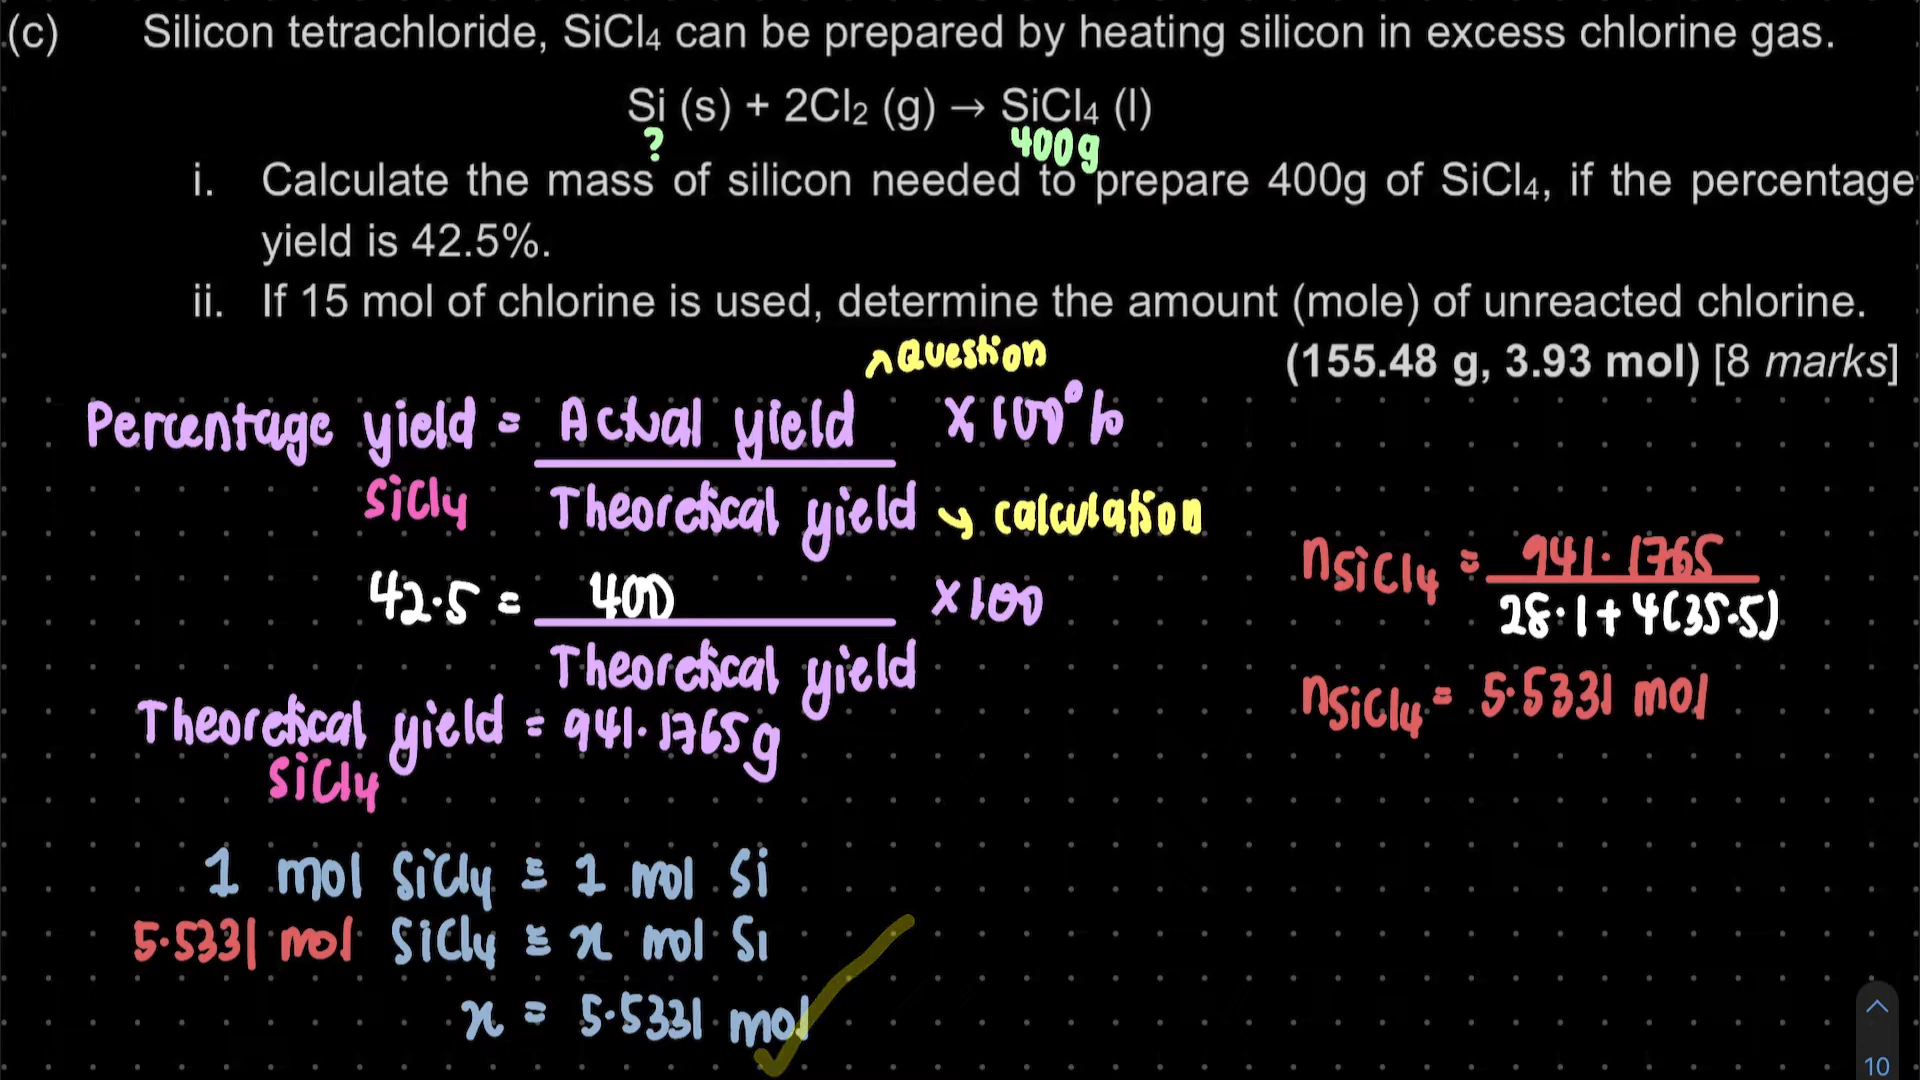 (c) Silicon tetrachloride, SiCl₄ can be prepared by heating silicon in excess chlorine gas.
Si (s) + 2Cl₂ (g) → SiCl₄ (l)
? 400g
i. Calculate the mass of silicon needed to prepare 400g of SiCl₄, if the percentage
yield is 42.5%.
ii. If 15 mol of chlorine is used, determine the amount (mole) of unreacted chlorine.
(155.48 g, 3.93 mol) [8 marks]
↗ Question
Percentage yield = Actual yield × 100%
SiCl4 Theoretical yield ↘ calculation
42.5 = 400 × 100
Theoretical yield
Theoretical yield = 941.1765g
SiCl4
nSiCl4 = 941.1765
28.1 + 4(35.5)
nSiCl4 = 5.5331 mol
1 mol SiCl4 ≡ 1 mol Si
5.5331 mol SiCl4 ≡ x mol Si
x = 5.5331 mol
10